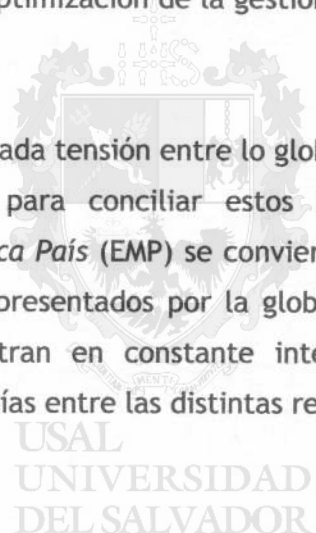 ptimización de la gestión
ada tensión entre lo glob
para conciliar estos
ca País (EMP) se convier
presentados por la glob
tran en constante inte
ías entre las distintas re
USAL
UNIVERSIDAD
DEL SALVADOR